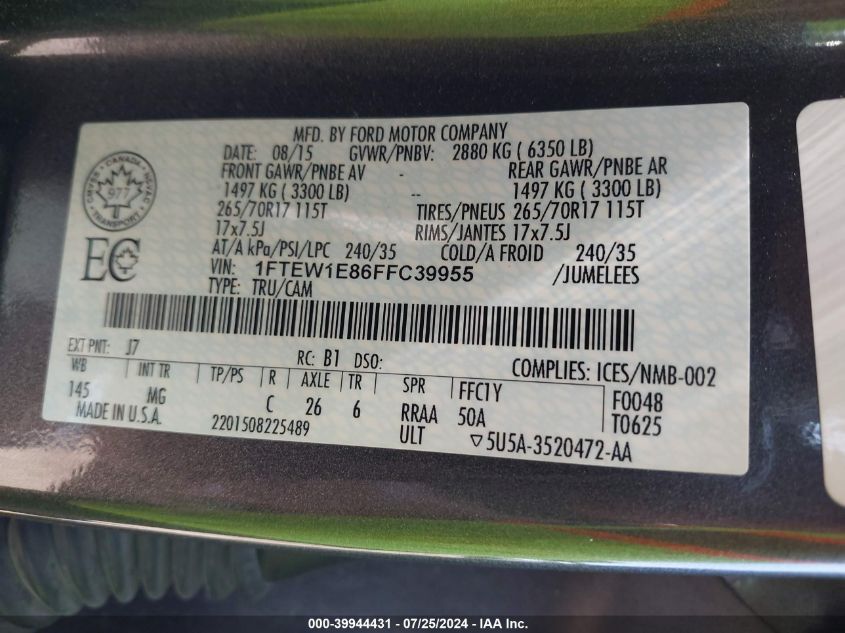 MFD. BY FORD MOTOR COMPANY
DATE: 08/15 GVWR/PNBV: 2880 KG ( 6350 LB)
FRONT GAWR/PNBE AV - REAR GAWR/PNBE AR
1497 KG ( 3300 LB) -- 1497 KG ( 3300 LB)
265/70R17 115T TIRES/PNEUS 265/70R17 115T
17x7.5J RIMS/JANTES 17x7.5J
AT/A kPa/PSI/LPC 240/35 COLD/A FROID 240/35
VIN: 1FTEW1E86FFC39955 /JUMELEES
TYPE: TRU/CAM
CANADA
977
TRANSPORT
EC
EXT PNT: J7 RC: B1 DSO: COMPLIES: ICES/NMB-002
WB INT TR TP/PS R AXLE TR SPR FFC1Y F0048
145 MG C 26 6 RRAA 50A T0625
MADE IN U.S.A. 2201508225489 ULT ▽5U5A-3520472-AA
000-39944431 - 07/25/2024 - IAA Inc.